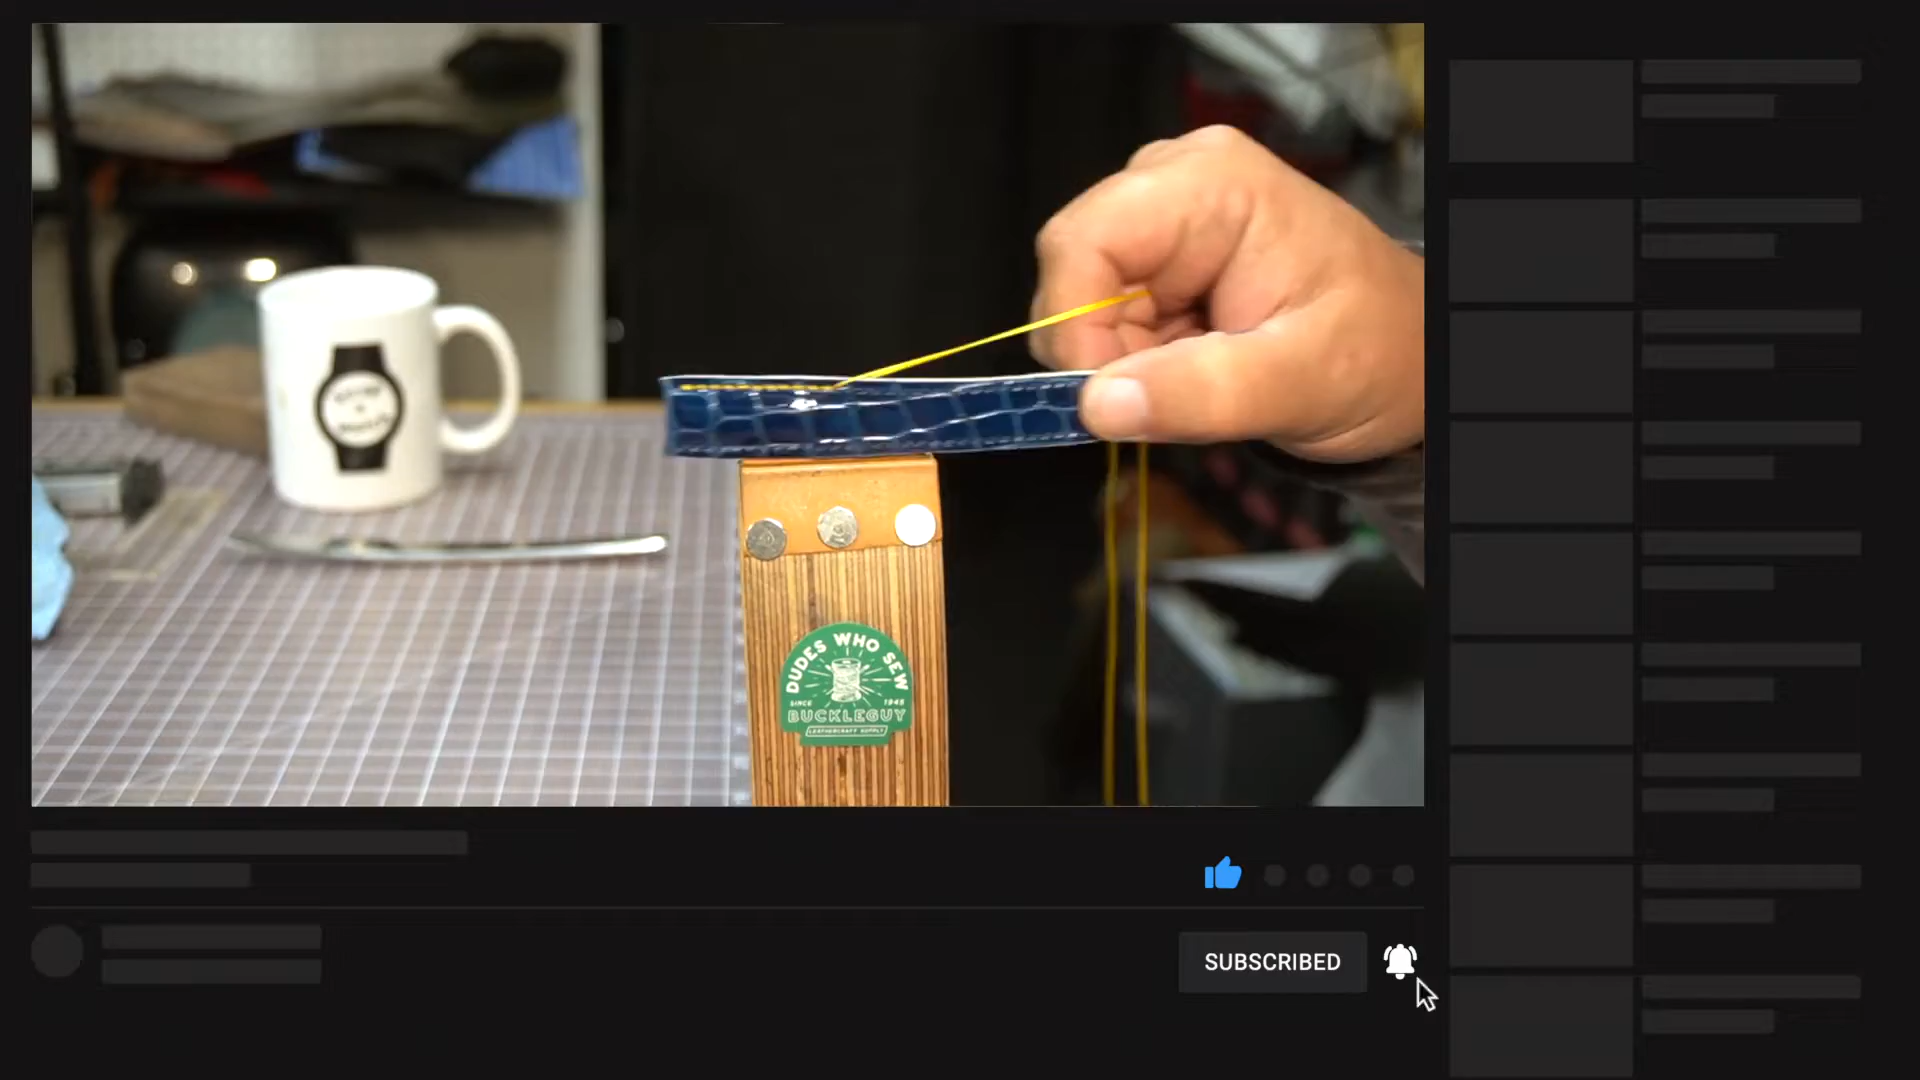 DUDES WHO SEW
SINCE 1945
BUCKLEGUY
LEATHERCRAFT SUPPLY
SUBSCRIBED